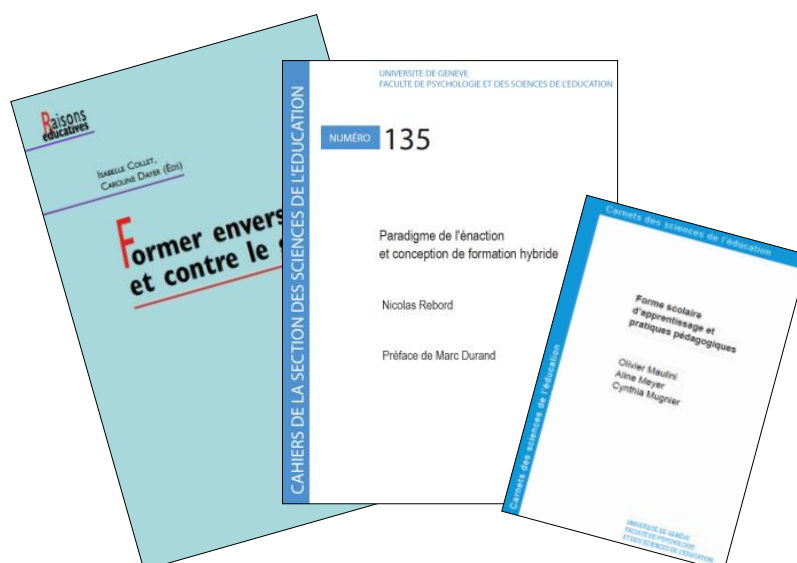 Raisons
éducatives
ISABELLE COLLET,
CAROLINE DAYER (ÉDS)
Former envers
et contre le
CAHIERS DE LA SECTION DES SCIENCES DE L'EDUCATION
UNIVERSITE DE GENEVE
FACULTE DE PSYCHOLOGIE ET DES SCIENCES DE L'EDUCATION
NUMÉRO 135
Paradigme de l'énaction
et conception de formation hybride
Nicolas Rebord
Préface de Marc Durand
Carnets des sciences de l'éducation
Carnets des sciences de l'éducation
Forme scolaire
d'apprentissage et
pratiques pédagogiques
Olivier Maulini
Aline Meyer
Cynthia Mugnier
UNIVERSITÉ DE GENÈVE
FACULTÉ DE PSYCHOLOGIE
ET DES SCIENCES DE L'ÉDUCATION